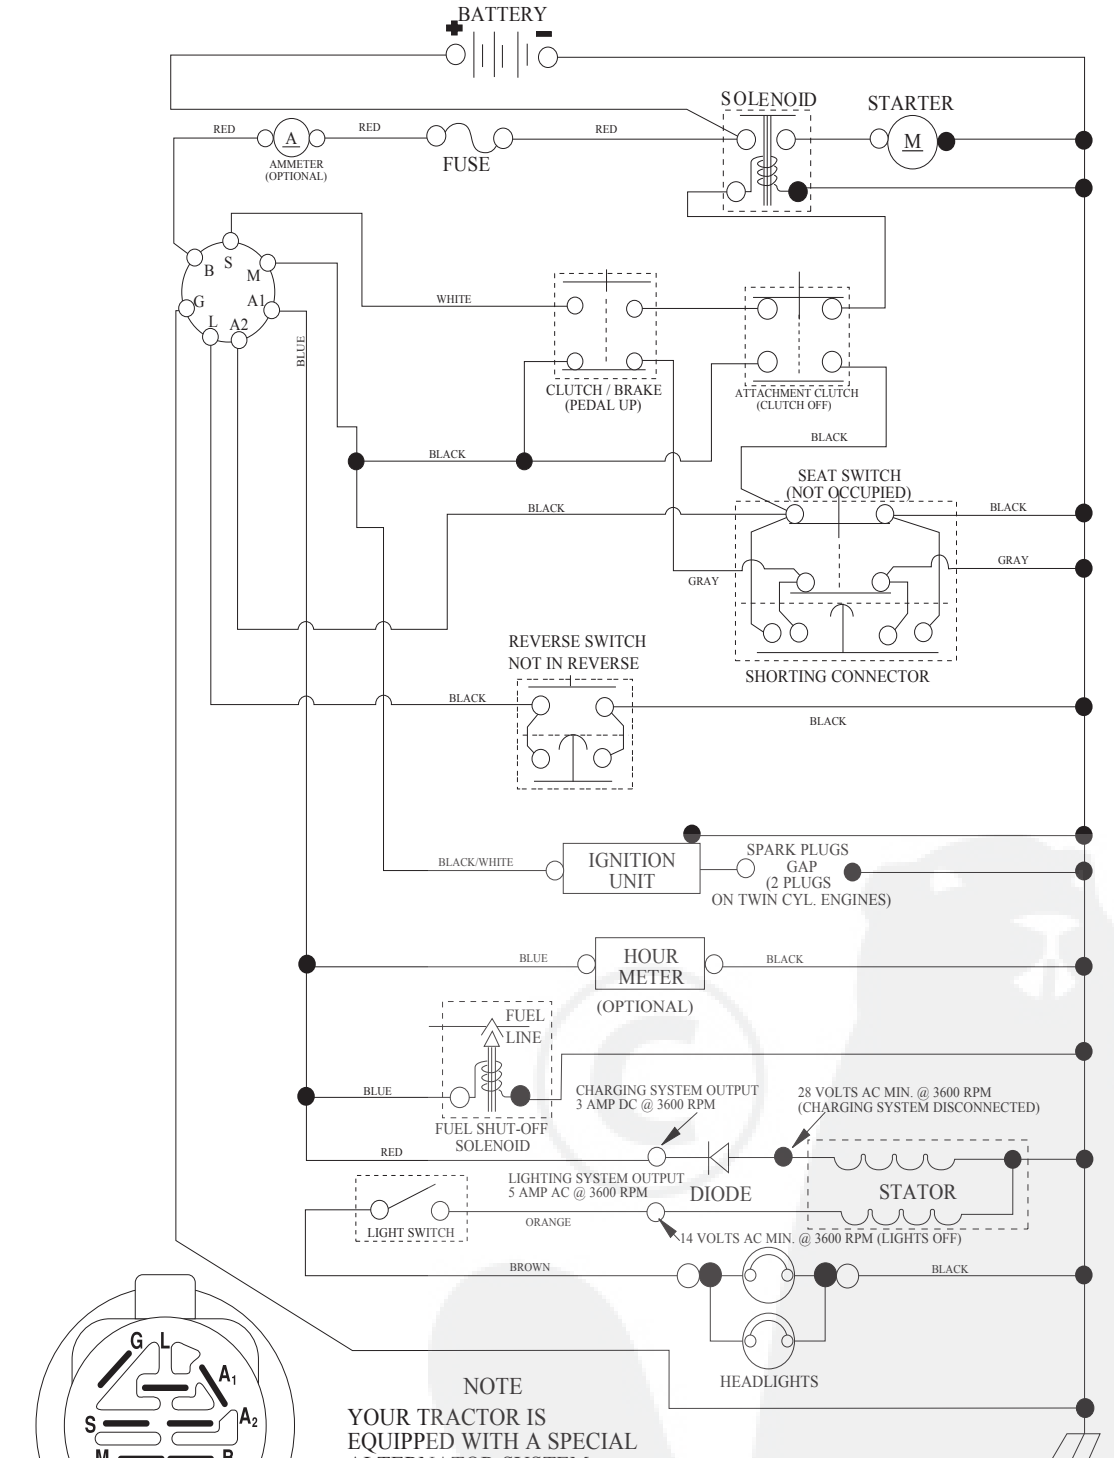 BATTERY
SOLENOID
STARTER
RED
A
RED
RED
M
AMMETER
(OPTIONAL)
FUSE
B
S
M
G
A1
L
A2
WHITE
BLUE
CLUTCH / BRAKE
(PEDAL UP)
ATTACHMENT CLUTCH
(CLUTCH OFF)
BLACK
BLACK
SEAT SWITCH
(NOT OCCUPIED)
BLACK
BLACK
GRAY
GRAY
REVERSE SWITCH
NOT IN REVERSE
SHORTING CONNECTOR
BLACK
BLACK
BLACK/WHITE
IGNITION
UNIT
SPARK PLUGS
GAP
(2 PLUGS
ON TWIN CYL. ENGINES)
BLUE
HOUR
METER
BLACK
(OPTIONAL)
FUEL
LINE
BLUE
CHARGING SYSTEM OUTPUT
3 AMP DC @ 3600 RPM
28 VOLTS AC MIN. @ 3600 RPM
(CHARGING SYSTEM DISCONNECTED)
FUEL SHUT-OFF
SOLENOID
RED
LIGHTING SYSTEM OUTPUT
5 AMP AC @ 3600 RPM
DIODE
STATOR
LIGHT SWITCH
ORANGE
14 VOLTS AC MIN. @ 3600 RPM (LIGHTS OFF)
BROWN
BLACK
HEADLIGHTS
G
L
A1
S
A2
M
B
NOTE
YOUR TRACTOR IS
EQUIPPED WITH A SPECIAL
ALTERNATOR SYSTEM
©